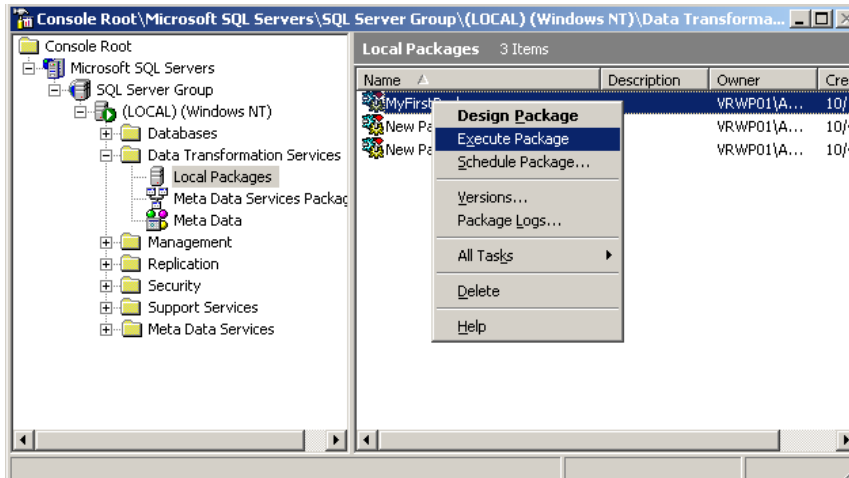 Console Root\Microsoft SQL Servers\SQL Server Group\(LOCAL) (Windows NT)\Data Transforma...
Console Root
Microsoft SQL Servers
SQL Server Group
(LOCAL) (Windows NT)
Databases
Data Transformation Services
Local Packages
Meta Data Services Packag
Meta Data
Management
Replication
Security
Support Services
Meta Data Services
Local Packages 3 Items
Name Description Owner Cre
MyFirst VRWP01\A... 10/
New Pa VRWP01\A... 10/
New Pa VRWP01\A... 10/
Design Package
Execute Package
Schedule Package...
Versions...
Package Logs...
All Tasks
Delete
Help